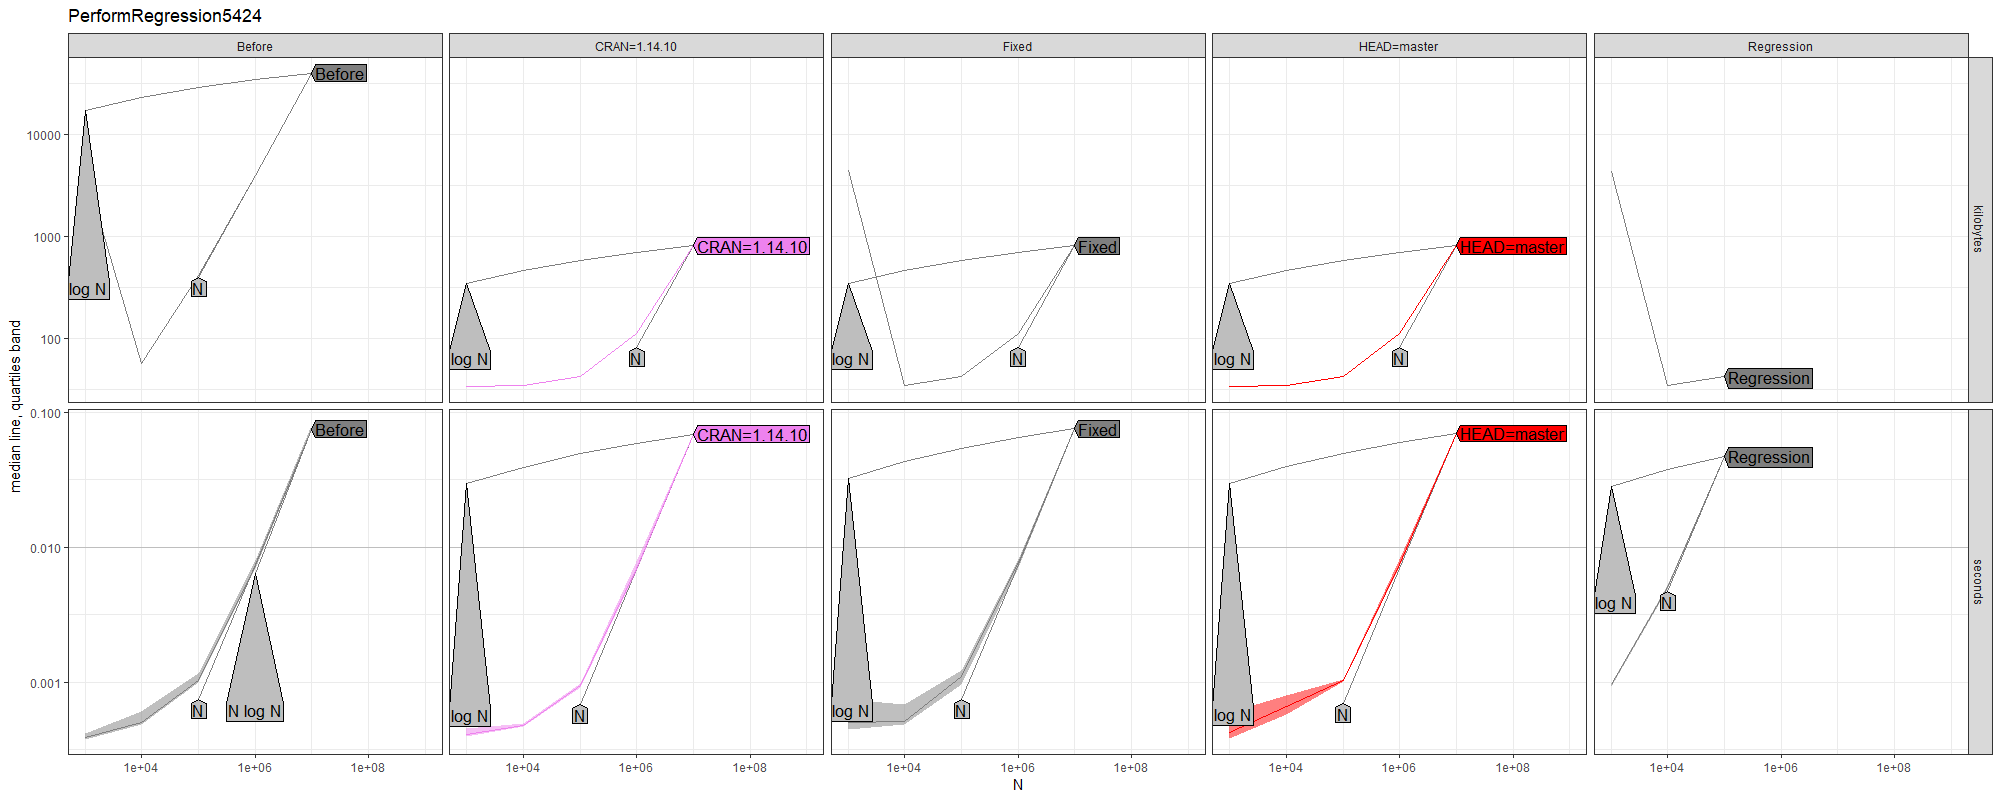 PerformRegression5424
Before
CRAN=1.14.10
Fixed
HEAD=master
Regression
median line, quartiles band
kilobytes
10000
1000
100
Before
log N
N
CRAN=1.14.10
log N
N
Fixed
log N
N
HEAD=master
log N
N
Regression
seconds
0.100
0.010
0.001
Before
N
N log N
CRAN=1.14.10
log N
N
Fixed
log N
N
HEAD=master
log N
N
Regression
log N
N
1e+04
1e+06
1e+08
1e+04
1e+06
1e+08
1e+04
1e+06
1e+08
1e+04
1e+06
1e+08
1e+04
1e+06
1e+08
N